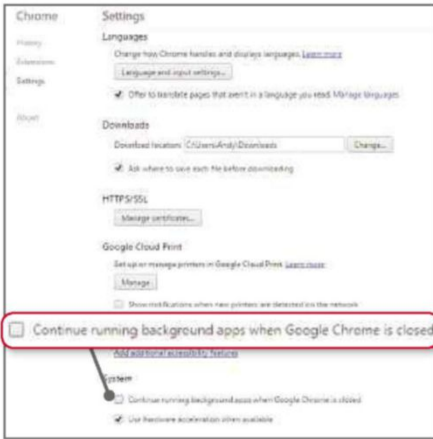 Chrome
Settings
History
Extensions
Settings
About
Languages
Change how Chrome handles and displays languages. Learn more
Language and input settings...
Offer to translate pages that aren't in a language you read. Manage languages
Downloads
Download location: C:\Users\Andy\Downloads
Change...
Ask where to save each file before downloading
HTTPS/SSL
Manage certificates...
Google Cloud Print
Set up or manage printers in Google Cloud Print. Learn more
Manage
Show notifications when new printers are detected on the network
Continue running background apps when Google Chrome is closed
Add additional accessibility features
System
Continue running background apps when Google Chrome is closed
Use hardware acceleration when available